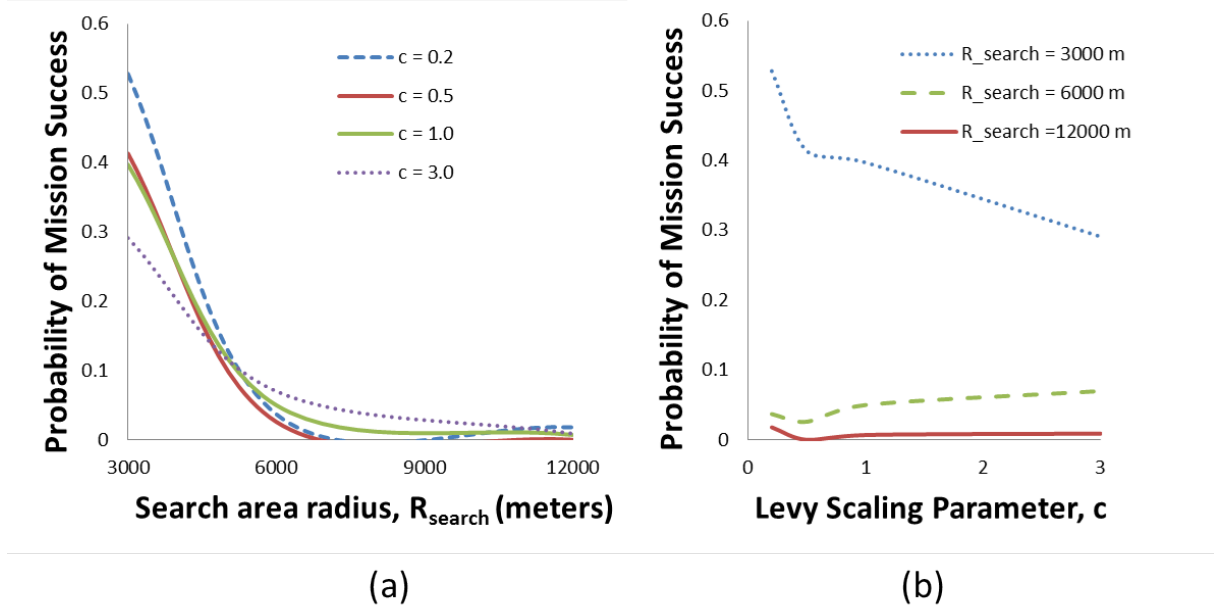 Probability of Mission Success
0.6
0.5
0.4
0.3
0.2
0.1
0
c = 0.2
c = 0.5
c = 1.0
c = 3.0
3000 6000 9000 12000
Search area radius, Rsearch (meters)
(a)
Probability of Mission Success
0.6
0.5
0.4
0.3
0.2
0.1
0
R_search = 3000 m
R_search = 6000 m
R_search =12000 m
0 1 2 3
Levy Scaling Parameter, c
(b)